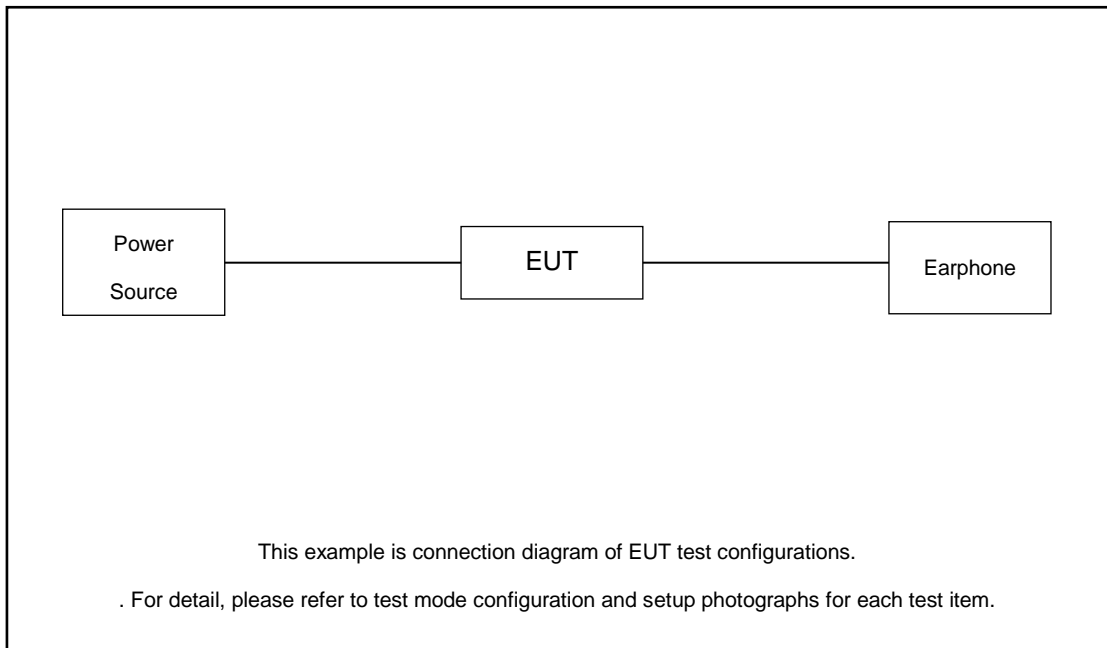 Power
Source
EUT
Earphone
This example is connection diagram of EUT test configurations.
. For detail, please refer to test mode configuration and setup photographs for each test item.